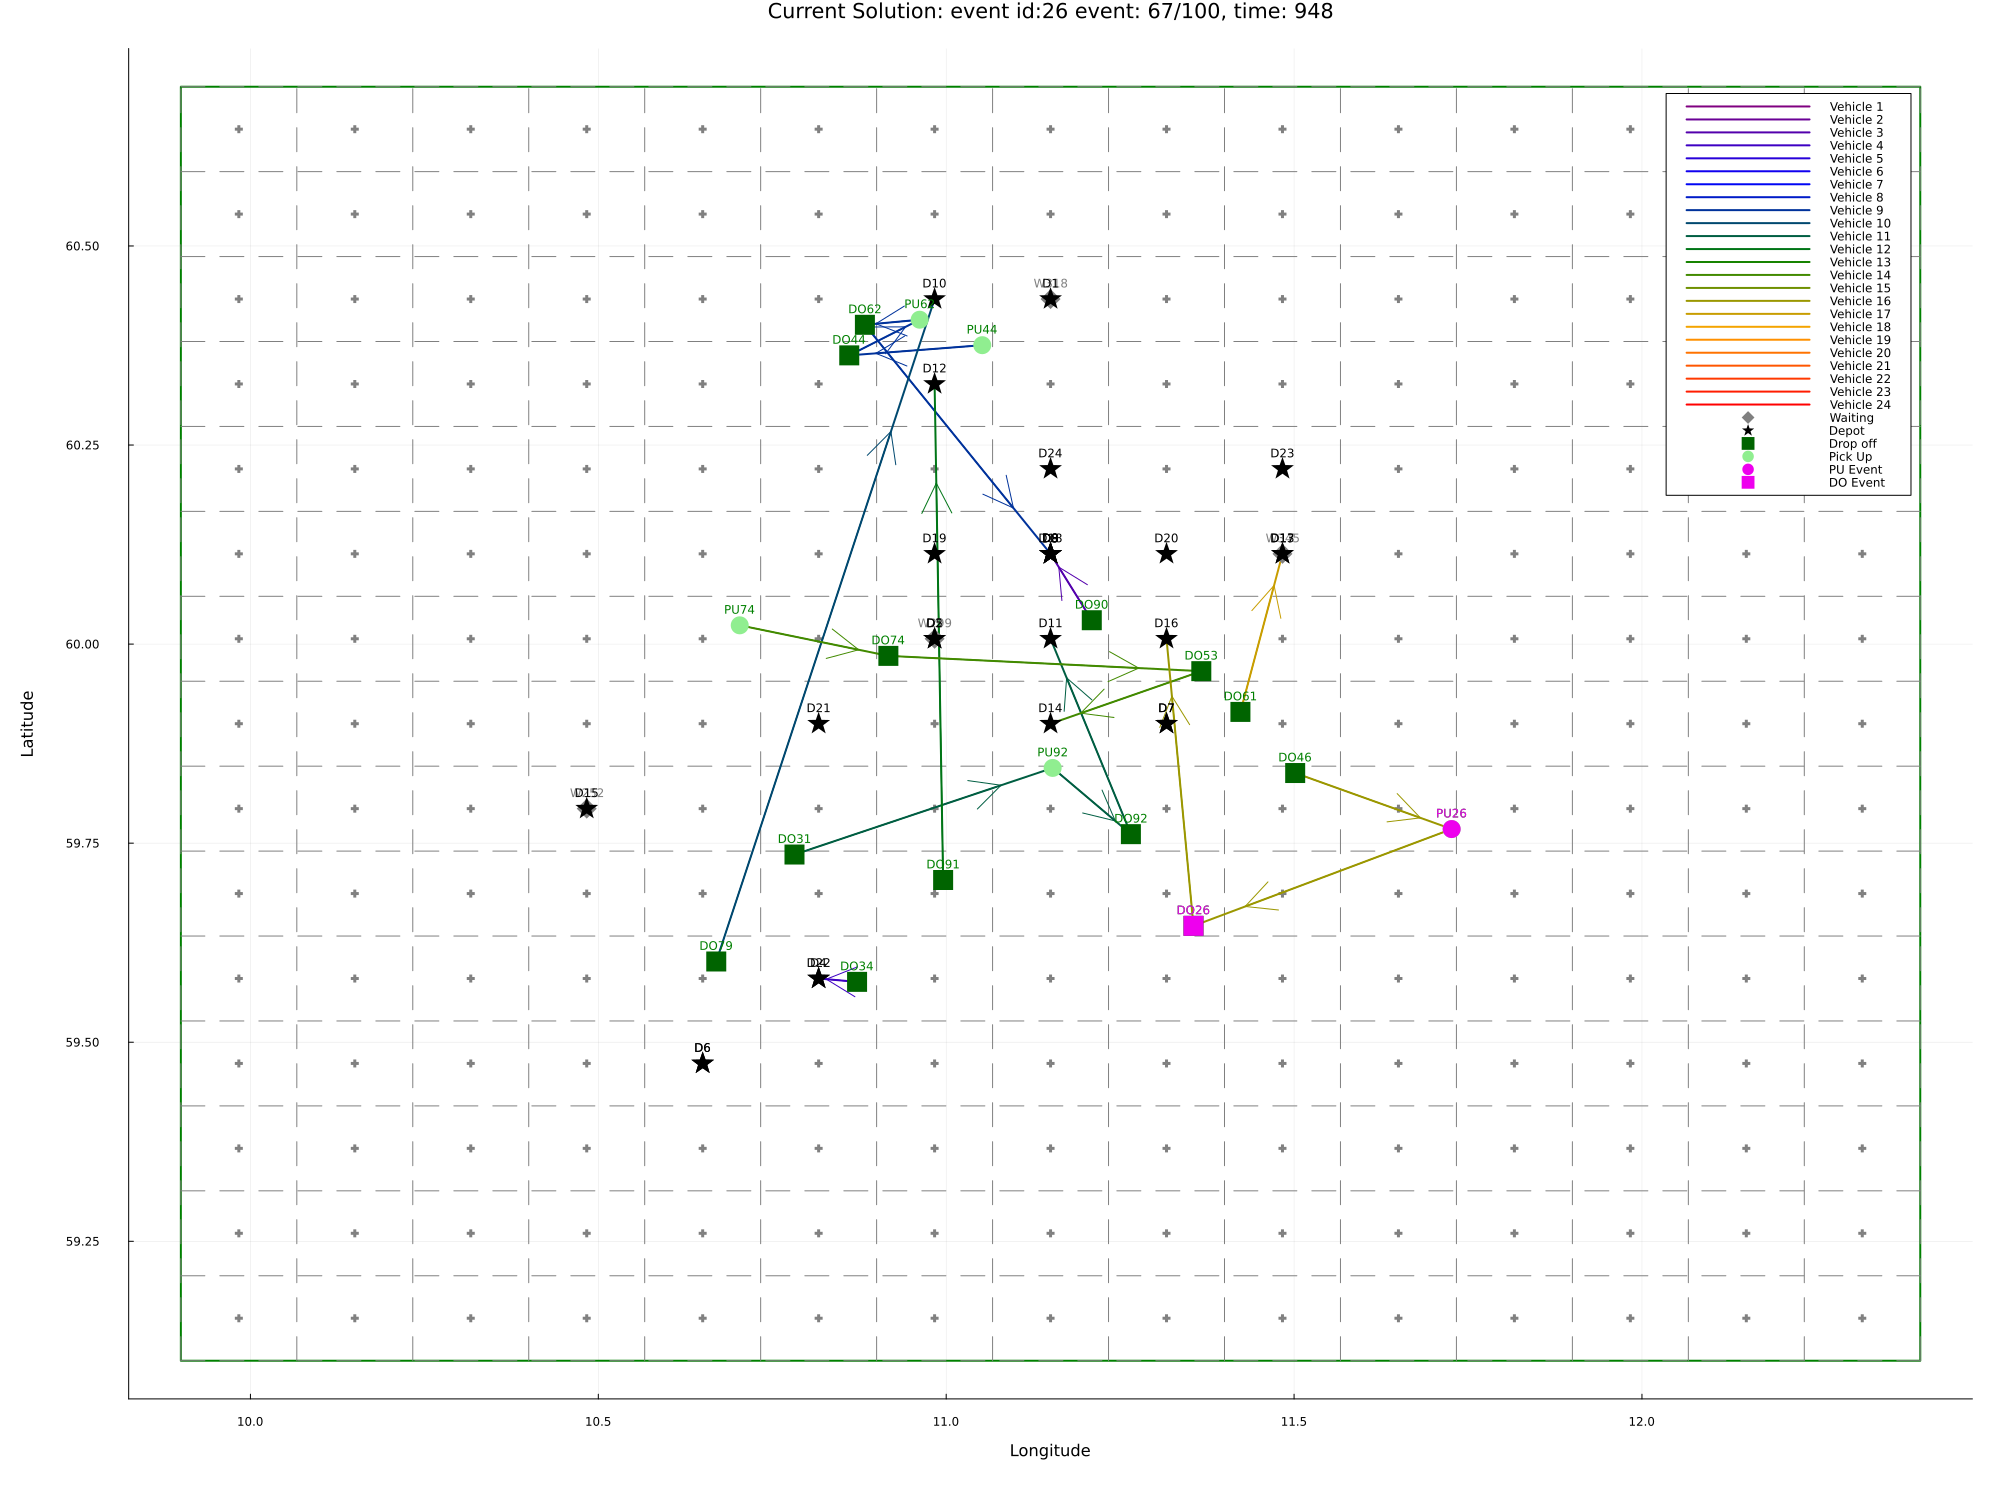 Current Solution: event id:26 event: 67/100, time: 948
Vehicle 1
Vehicle 2
Vehicle 3
Vehicle 4
Vehicle 5
Vehicle 6
Vehicle 7
Vehicle 8
Vehicle 9
Vehicle 10
Vehicle 11
Vehicle 12
Vehicle 13
Vehicle 14
Vehicle 15
Vehicle 16
Vehicle 17
Vehicle 18
Vehicle 19
Vehicle 20
Vehicle 21
Vehicle 22
Vehicle 23
Vehicle 24
Waiting
Depot
Drop off
Pick Up
PU Event
DO Event
60.50
60.25
60.00
59.75
59.50
59.25
Latitude
D10
D1
DO62
PU44
DO44
D12
D24
D23
D19
D20
DO90
PU74
D11
D16
DO74
DO53
DO61
D21
D14
D7
PU92
DO46
D15
PU26
DO92
DO31
DO91
DO26
DO79
DO34
D6
10.0
10.5
11.0
11.5
12.0
Longitude